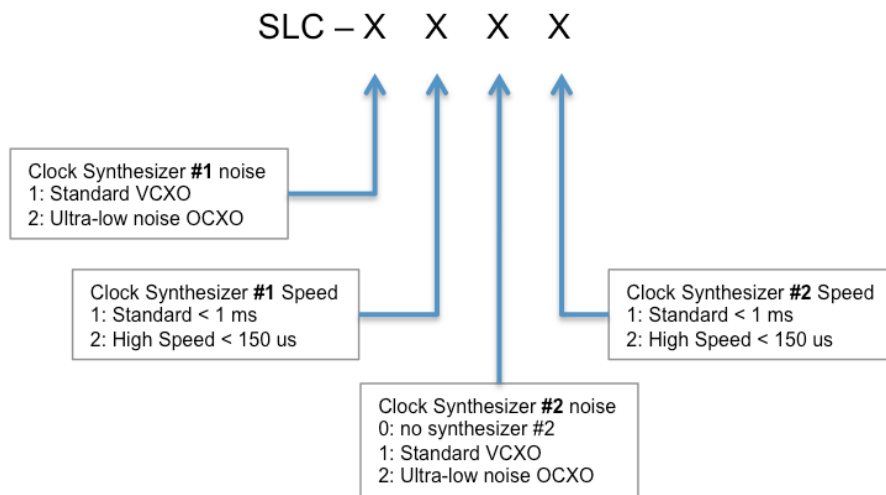 SLC – X X X X
Clock Synthesizer #1 noise
1: Standard VCXO
2: Ultra-low noise OCXO
Clock Synthesizer #1 Speed
1: Standard < 1 ms
2: High Speed < 150 us
Clock Synthesizer #2 Speed
1: Standard < 1 ms
2: High Speed < 150 us
Clock Synthesizer #2 noise
0: no synthesizer #2
1: Standard VCXO
2: Ultra-low noise OCXO